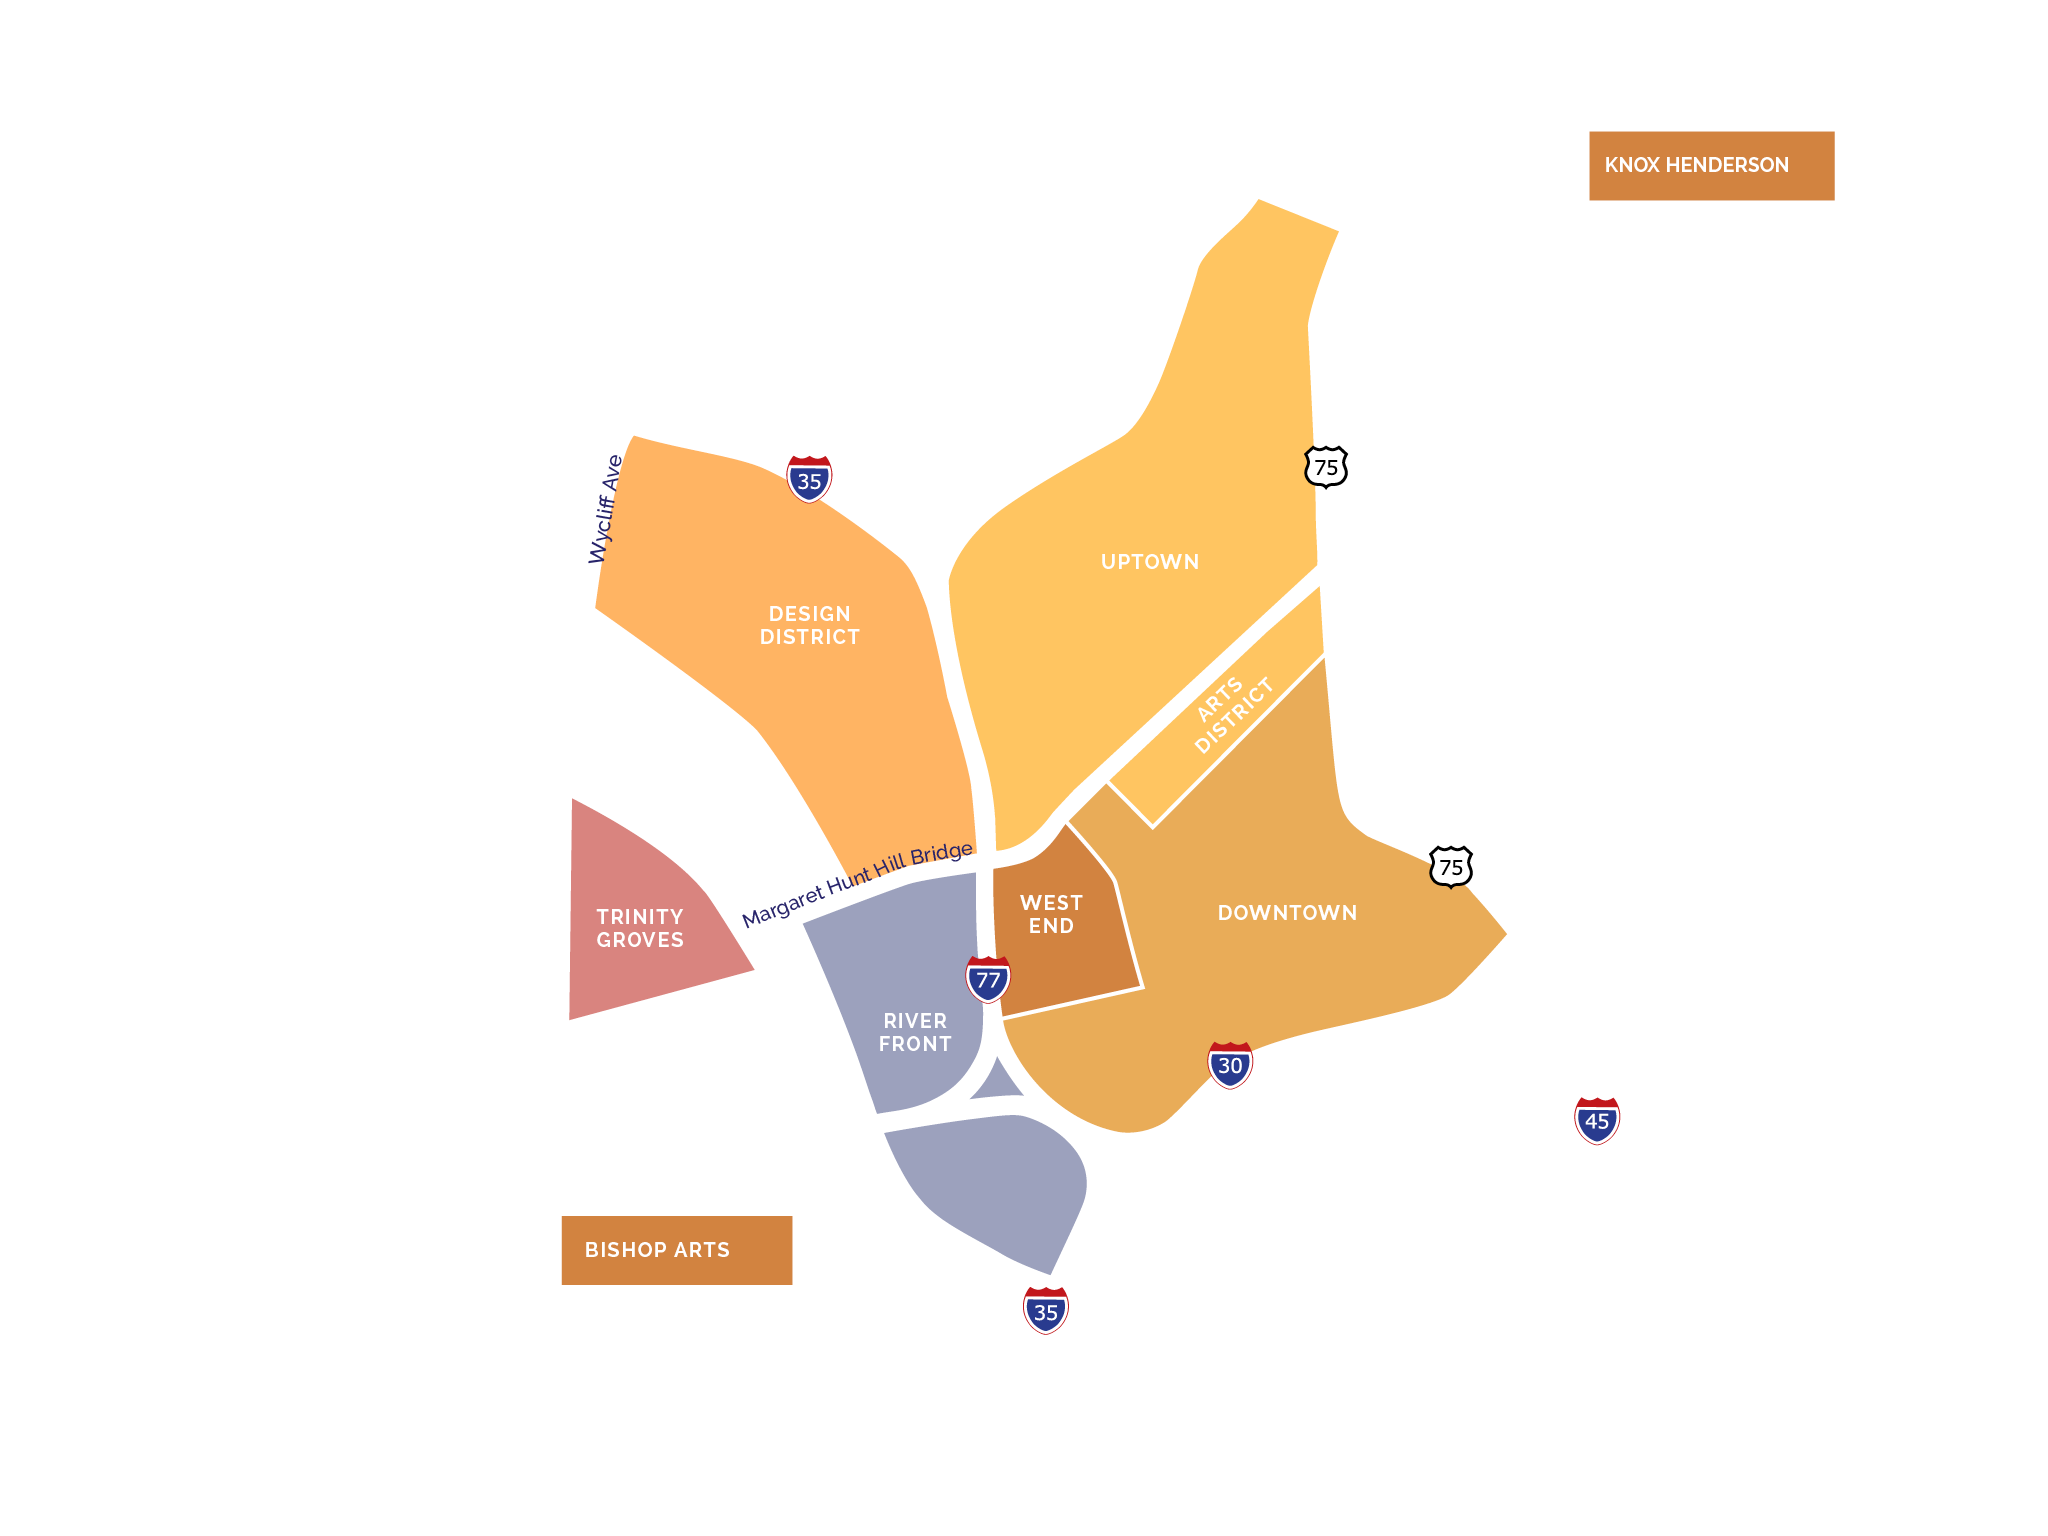 KNOX HENDERSON
Wycliff Ave
35
75
UPTOWN
DESIGN
DISTRICT
ARTS
DISTRICT
Margaret Hunt Hill Bridge
75
TRINITY
GROVES
WEST
END
DOWNTOWN
77
RIVER
FRONT
30
45
BISHOP ARTS
35